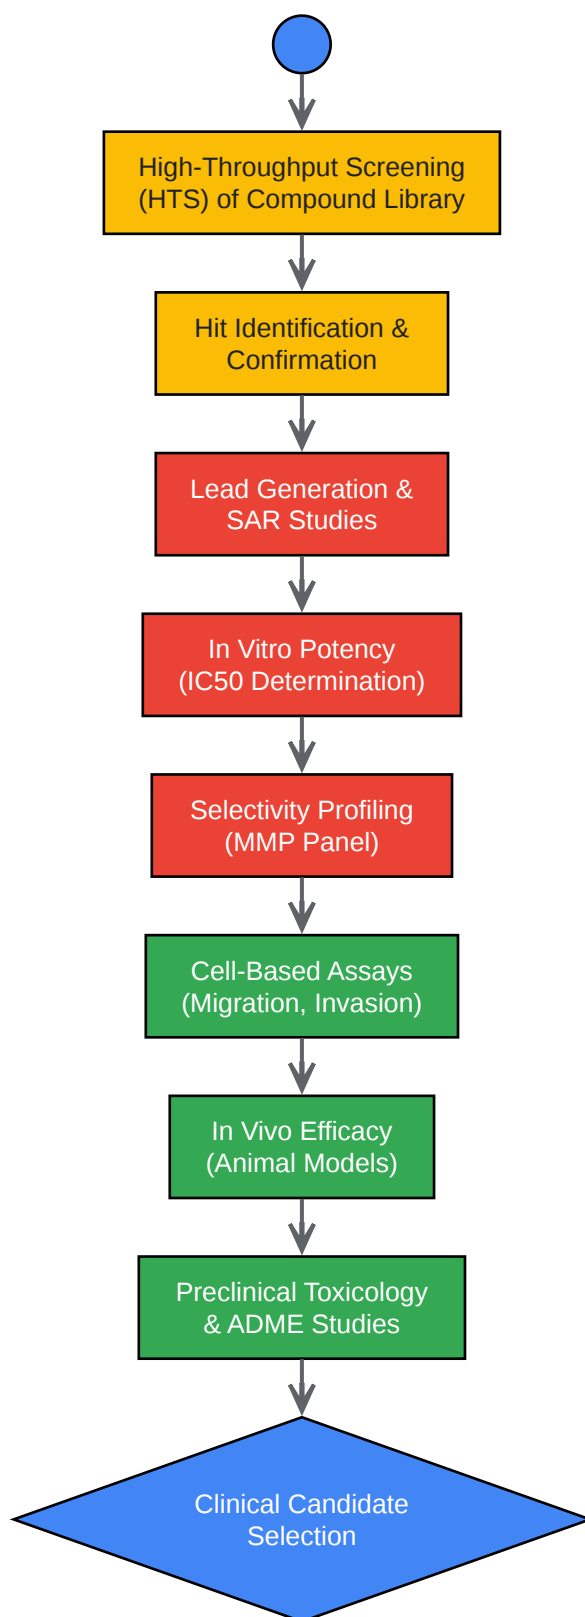 High-Throughput Screening
(HTS) of Compound Library
Hit Identification &
Confirmation
Lead Generation &
SAR Studies
In Vitro Potency
(IC50 Determination)
Selectivity Profiling
(MMP Panel)
Cell-Based Assays
(Migration, Invasion)
In Vivo Efficacy
(Animal Models)
Preclinical Toxicology
& ADME Studies
Clinical Candidate
Selection